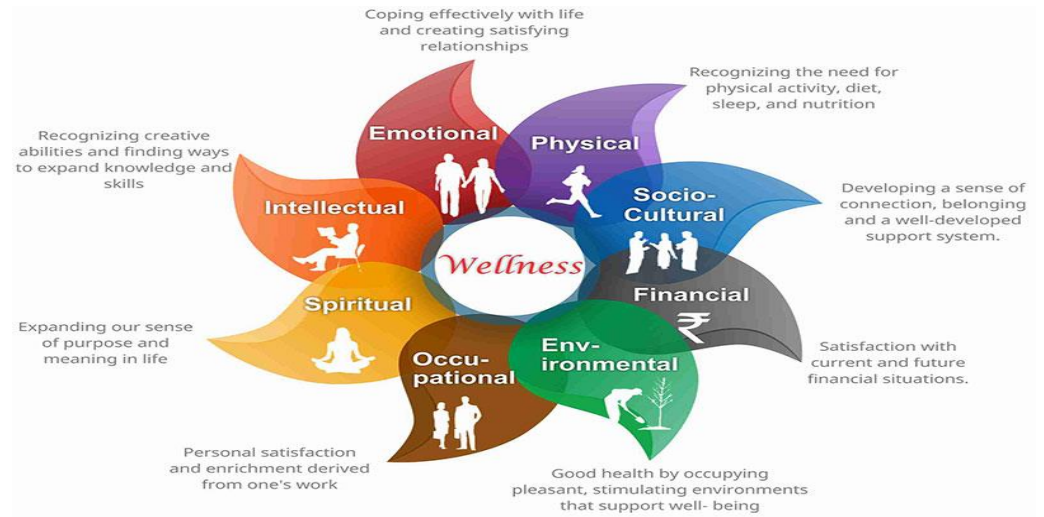 Coping effectively with life
and creating satisfying
relationships
Emotional
Recognizing the need for
physical activity, diet,
sleep, and nutrition
Physical
Developing a sense of
connection, belonging
and a well-developed
support system.
Socio-
Cultural
Satisfaction with
current and future
financial situations.
Financial
₹
Good health by occupying
pleasant, stimulating environments
that support well- being
Env-
ironmental
Personal satisfaction
and enrichment derived
from one's work
Occu-
pational
Expanding our sense
of purpose and
meaning in life
Spiritual
Recognizing creative
abilities and finding ways
to expand knowledge and
skills
Intellectual
Wellness